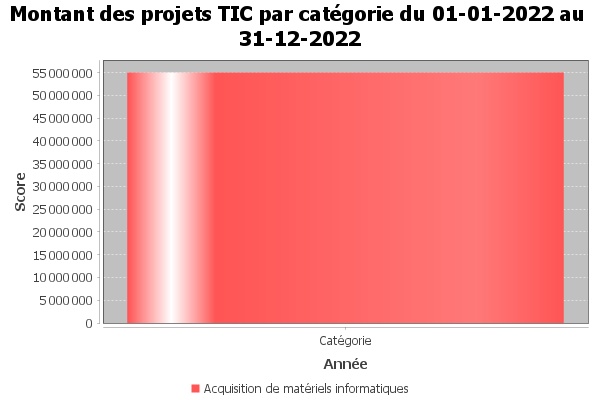 Montant des projets TIC par catégorie du 01-01-2022 au
31-12-2022
55 000 000
50 000 000
45 000 000
40 000 000
35 000 000
30 000 000
25 000 000
20 000 000
15 000 000
10 000 000
5 000 000
0
Score
Catégorie
Année
Acquisition de matériels informatiques